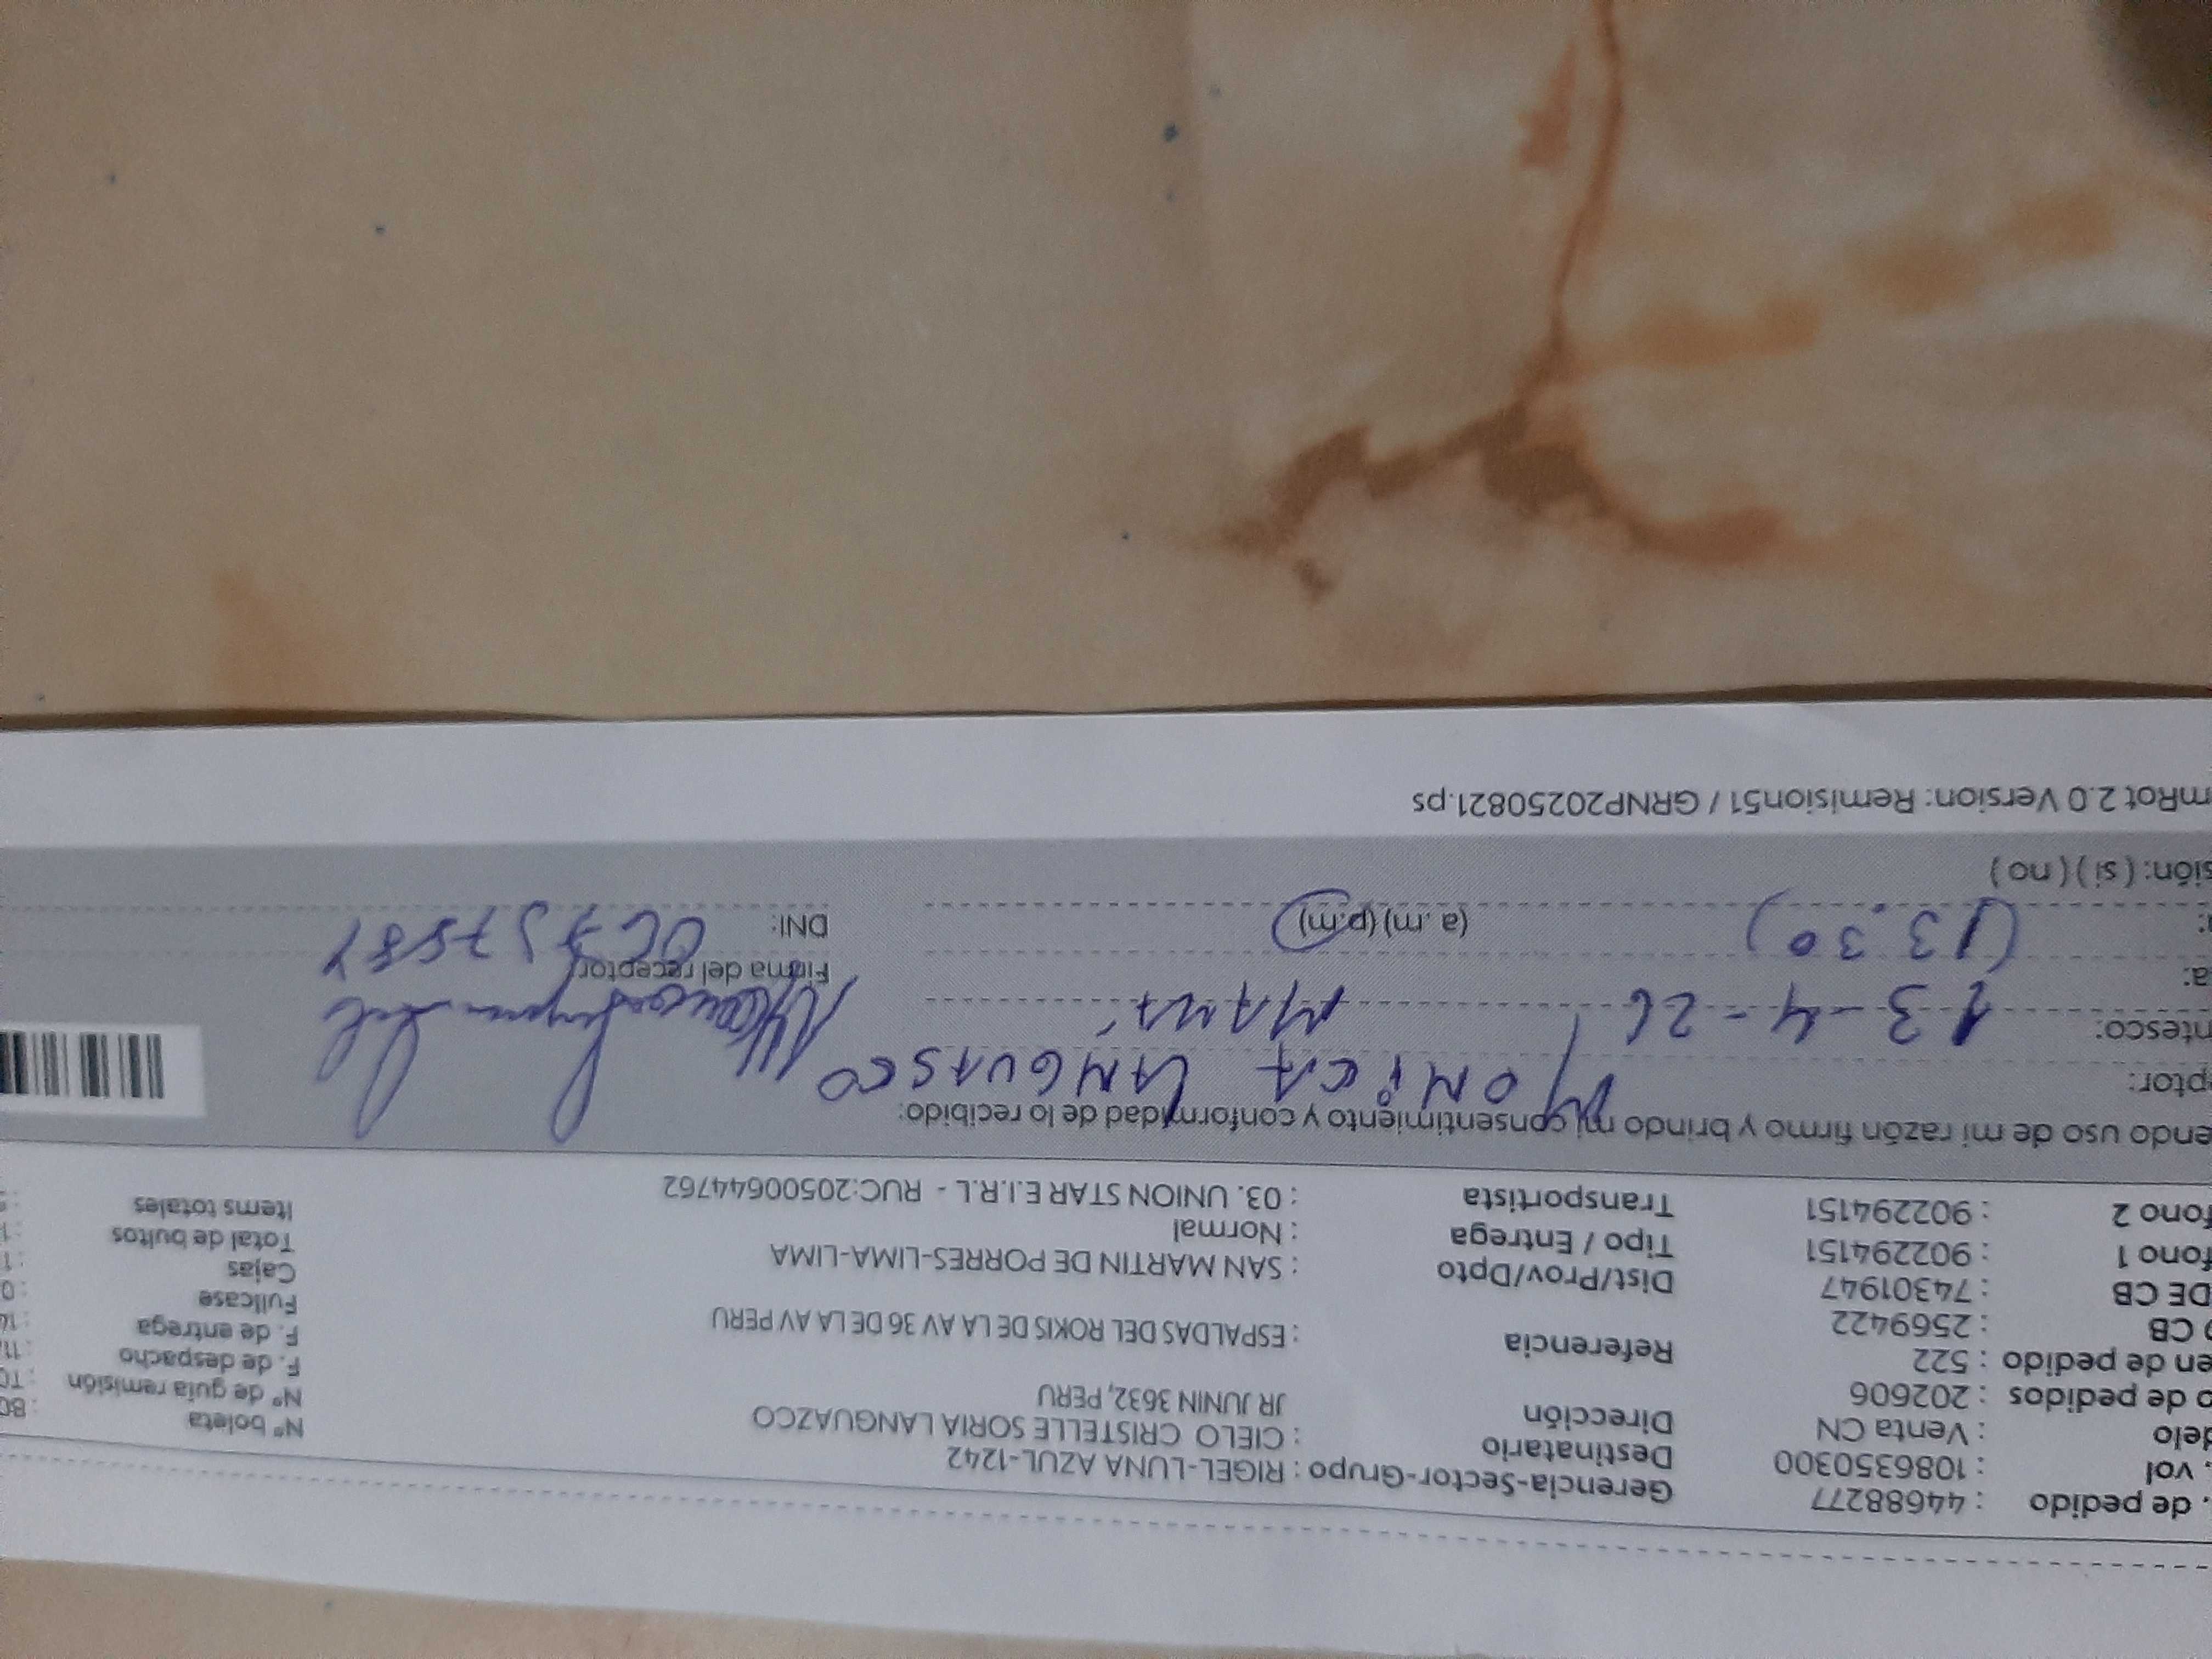 . de pedido : 44688277 Gerencia-Sector-Grupo : RIGEL-LUNA AZUL-1242
. vol : 1086350300 Destinatario : CIELO CRISTELLE SORIA LANGUAZCO Nº boleta : BO
delo : Venta CN Dirección JR JUNIN 3632, PERU Nº de guía remisión
o de pedidos : 202606 F. de despacho : 11
en de pedido : 522 Referencia : ESPALDAS DEL ROKIS DE LA AV 36 DE LA AV PERU F. de entrega : 14
CB : 2569422 Fullcase : 0
DE CB : 74301947 Dist/Prov/Dpto : SAN MARTIN DE PORRES-LIMA-LIMA Cajas : 1
fono 1 : 902294151 Tipo / Entrega : Normal Total de bultos : 1
fono 2 : 902294151 Transportista : 03. UNION STAR E.I.R.L - RUC:20500644762 Items totales
endo uso de mi razón firmo y brindo mi consentimiento y conformidad de lo recibido:
ptor: MONICA LANGUASCO
ntesco: 13-4-26 MAMÁ
a: Firma del receptor
(13:30) (a.m) (p.m) DNI:
sión: ( si ) ( no )
mRot 2.0 Version: Remision51 / GRNP20250821.ps